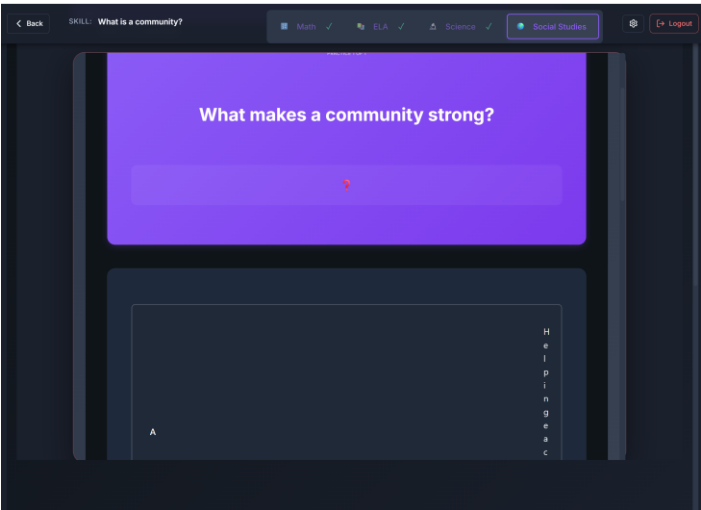 Back
SKILL: What is a community?
Math ✓
ELA ✓
Science ✓
Social Studies
Logout
What makes a community strong?
❓
A
H
e
l
p
i
n
g
e
a
c